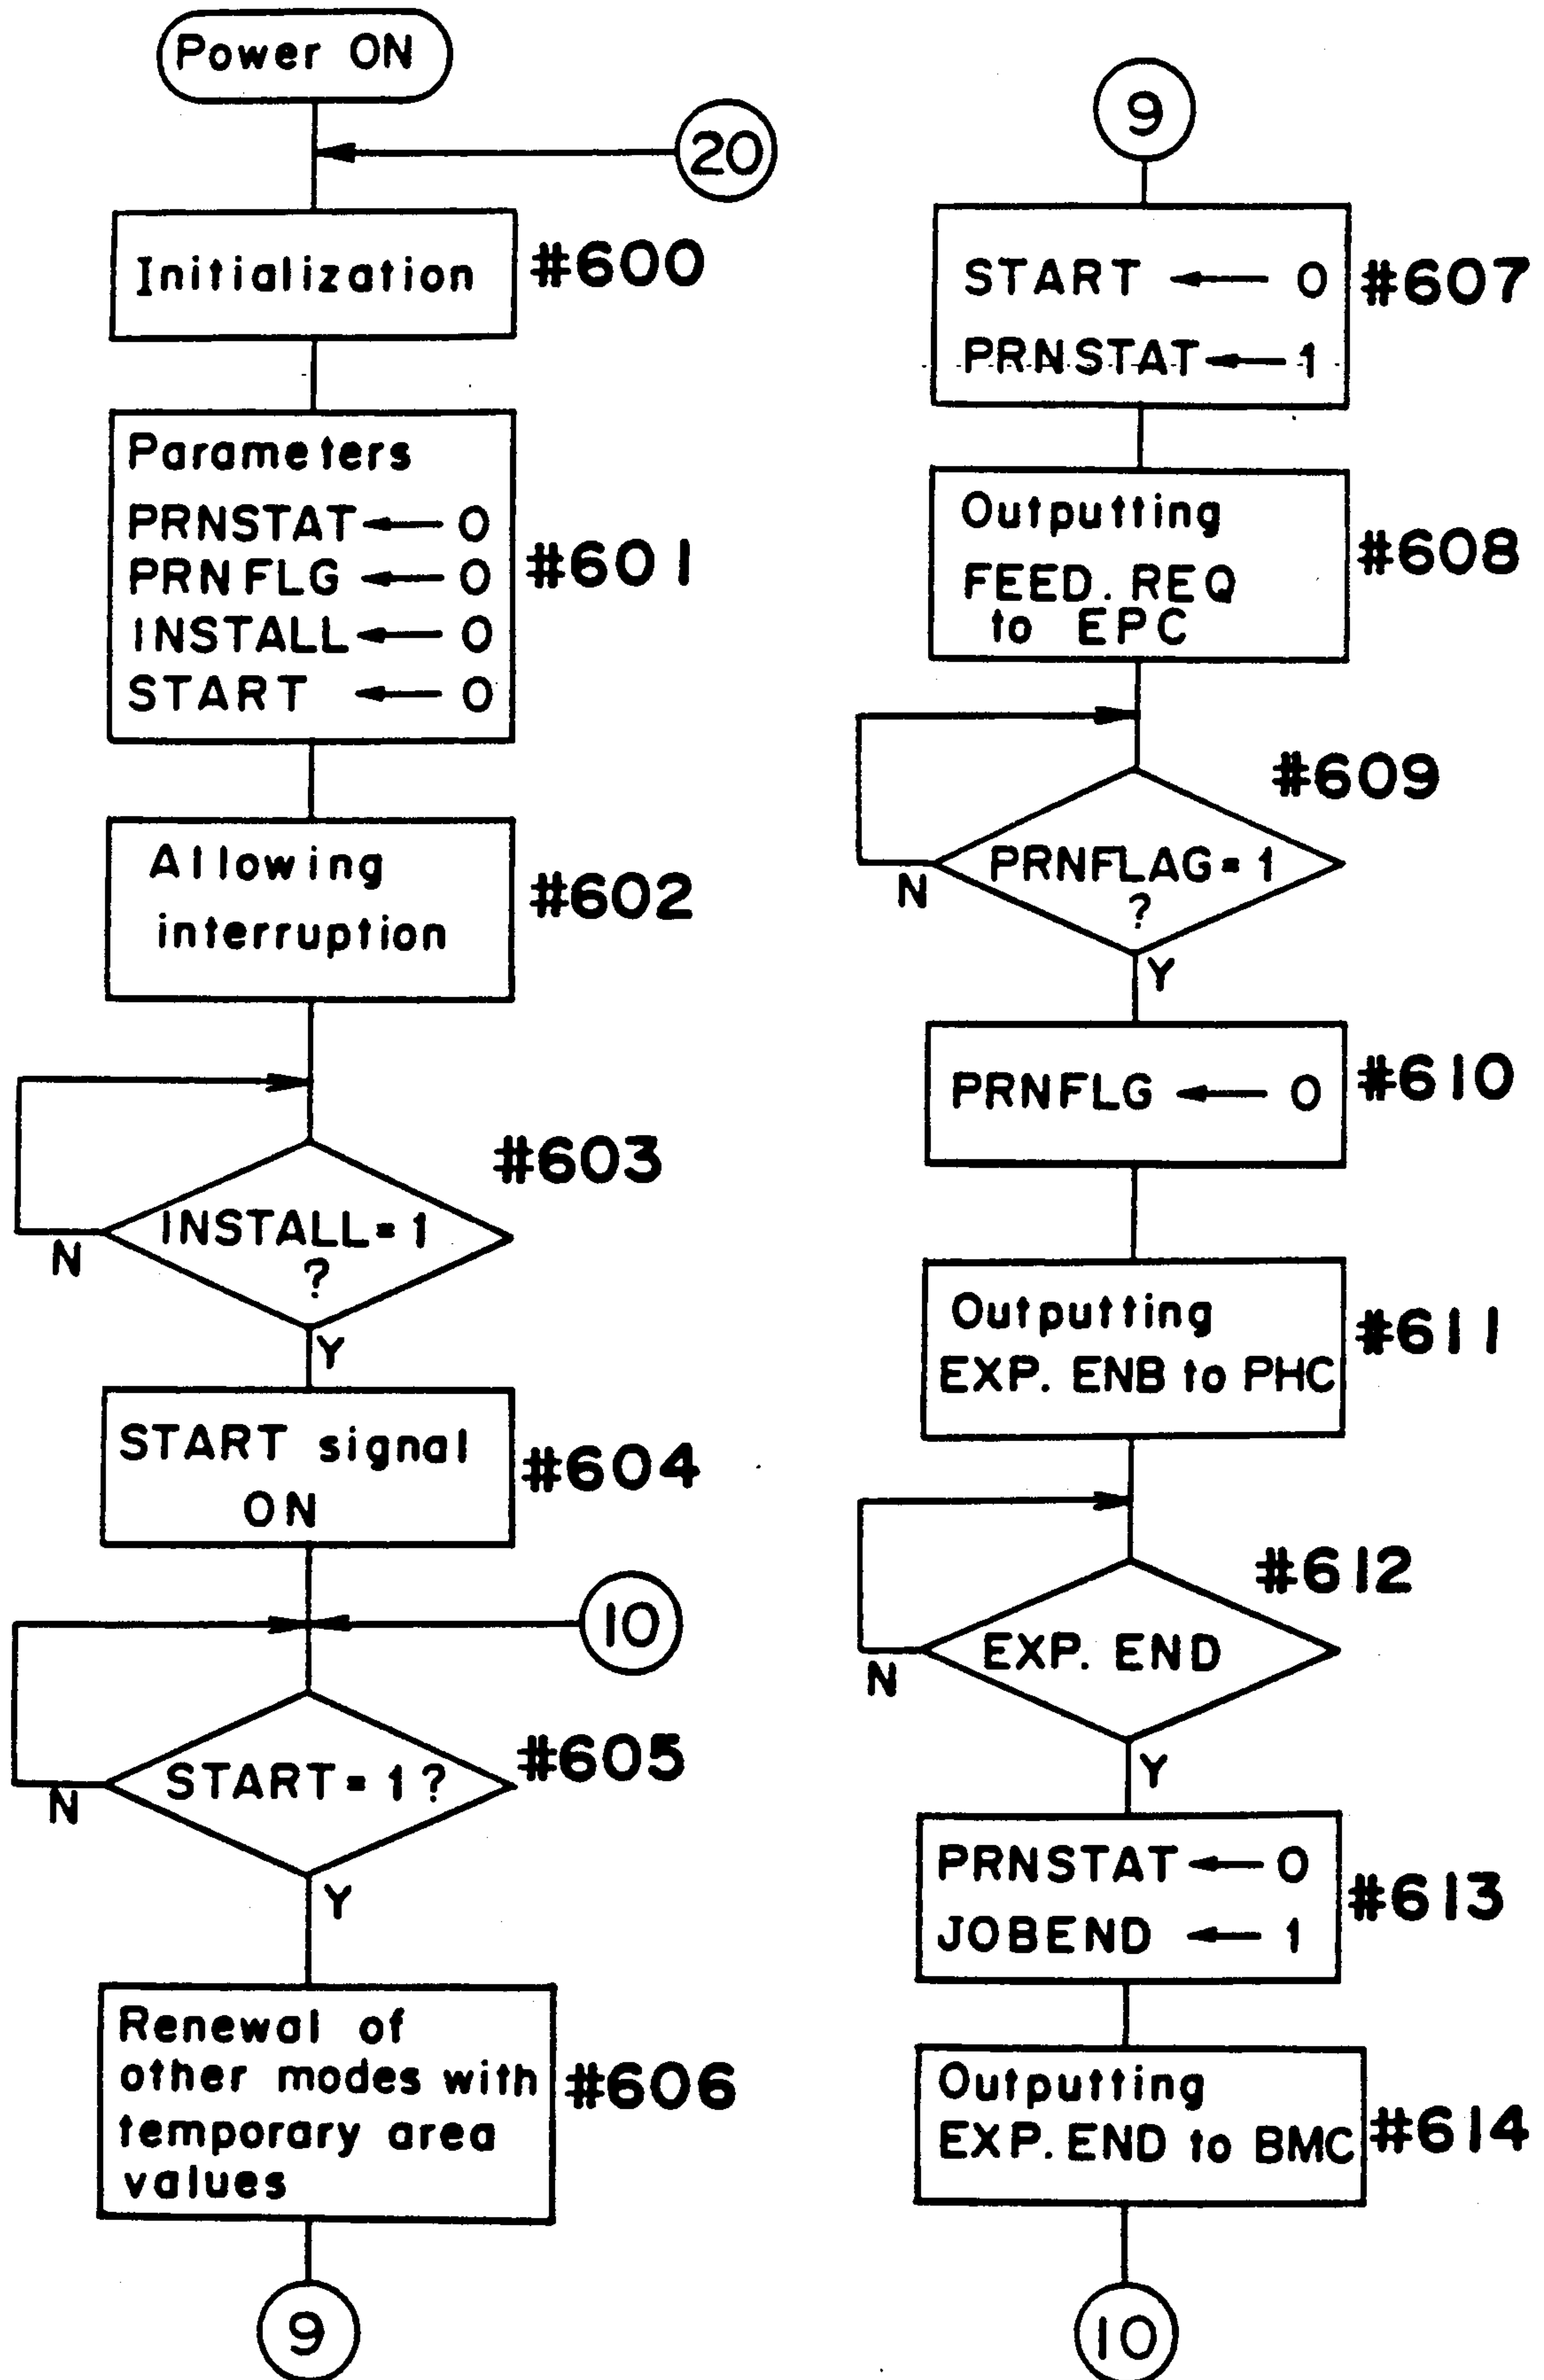 Power ON
20
Initialization
#600
Parameters
PRNSTAT ← 0
PRNFLG ← 0
INSTALL ← 0
START ← 0
#601
Allowing
interruption
#602
#603
INSTALL = 1
?
N
Y
START signal
ON
#604
10
START = 1 ?
#605
N
Y
Renewal of
other modes with
temporary area
values
#606
9
9
START ← 0
PRNSTAT ← 1
#607
Outputting
FEED. REQ
to EPC
#608
#609
PRNFLAG = 1
?
N
Y
PRNFLG ← 0
#610
Outputting
EXP. ENB to PHC
#611
#612
EXP. END
N
Y
PRNSTAT ← 0
JOBEND ← 1
#613
Outputting
EXP. END to BMC
#614
10